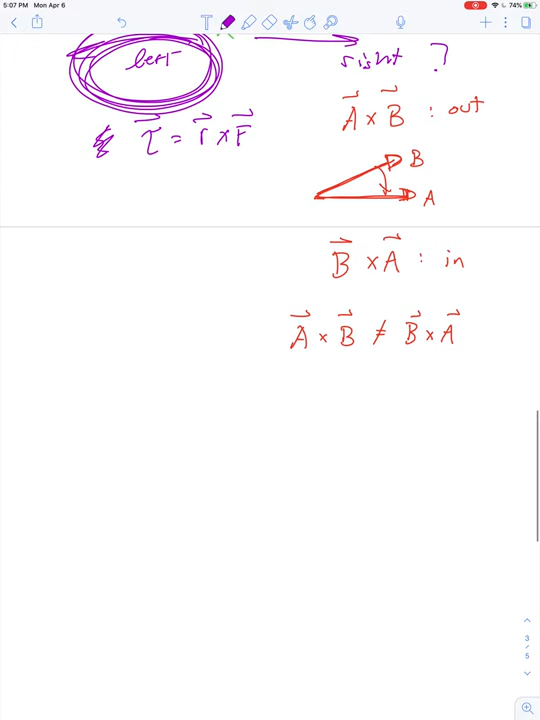 5:07 PM Mon Apr 6
74%
left
right ?
τ⃗ = r⃗ × F⃗
A⃗ × B⃗ : out
B
A
B⃗ × A⃗ : in
A⃗ × B⃗ ≠ B⃗ × A⃗
3
/
5